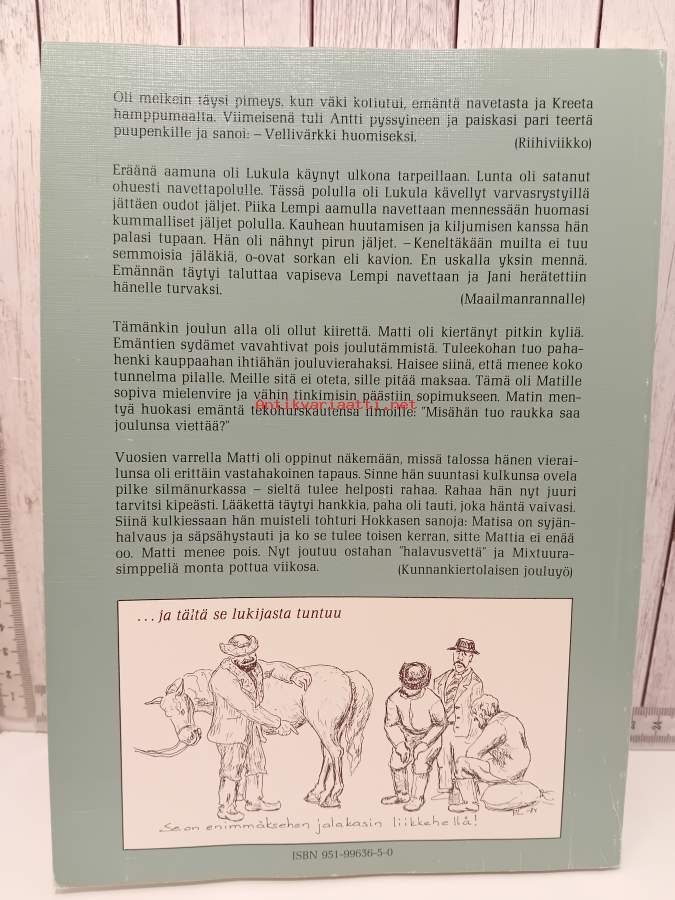 Oli melkein täysi pimeys, kun väki kotiutui, emäntä navetasta ja Kreeta
hamppumaalta. Viimeisenä tuli Antti pyssyineen ja paiskasi pari teertä
puupenkille ja sanoi: – Vellivärkki huomiseksi. (Riihiviikko)
Eräänä aamuna oli Lukula käynyt ulkona tarpeillaan. Lunta oli satanut
ohuesti navettapolulle. Tässä polulla oli Lukula kävellyt varvasrystyillä
jättäen oudot jäljet. Piika Lempi aamulla navettaan mennessään huomasi
kummalliset jäljet polulla. Kauhean huutamisen ja kiljumisen kanssa hän
palasi tupaan. Hän oli nähnyt pirun jäljet. – Keneltäkään muilta ei tuu
semmoisia jäläkiä, o-ovat sorkan eli kavion. En uskalla yksin mennä.
Emännän täytyi taluttaa vapiseva Lempi navettaan ja Jani herätettiin
hänelle turvaksi. (Maailmanrannalle)
Tämänkin joulun alla oli ollut kiirettä. Matti oli kiertänyt pitkin kyliä.
Emäntien sydämet vavahtivat pois joulutämmistä. Tuleekohan tuo paha-
henki kauppaahan ihtiähän jouluvierahaksi. Haisee siinä, että menee koko
tunnelma pilalle. Meille sitä ei oteta, sille pitää maksaa. Tämä oli Matille
sopiva mielenvire ja vähin tinkimisin päästiin sopimukseen. Matin men-
tyä huokasi emäntä tekohurskautensa ilmoille: "Misähän tuo raukka saa
Antikvariaatti.net
joulunsa viettää?"
Vuosien varrella Matti oli oppinut näkemään, missä talossa hänen vierai-
lunsa oli erittäin vastahakoinen tapaus. Sinne hän suuntasi kulkunsa ovela
pilke silmänurkassa – sieltä tulee helposti rahaa. Rahaa hän nyt juuri
tarvitsi kipeästi. Lääkettä täytyi hankkia, paha oli tauti, joka häntä vaivasi.
Siinä kulkiessaan hän muisteli tohturi Hokkasen sanoja: Matisa on syjän-
halvaus ja säpsähystauti ja ko se tulee toisen kerran, sitte Mattia ei enää
oo. Matti menee pois. Nyt joutuu ostahan "halavusvettä" ja Mixtuura-
simppeliä monta pottua viikosa. (Kunnankiertolaisen jouluyö)
... ja tältä se lukijasta tuntuu
Se on enimmäksehen jalakasin liikkehellä!
ISBN 951-99636-5-0